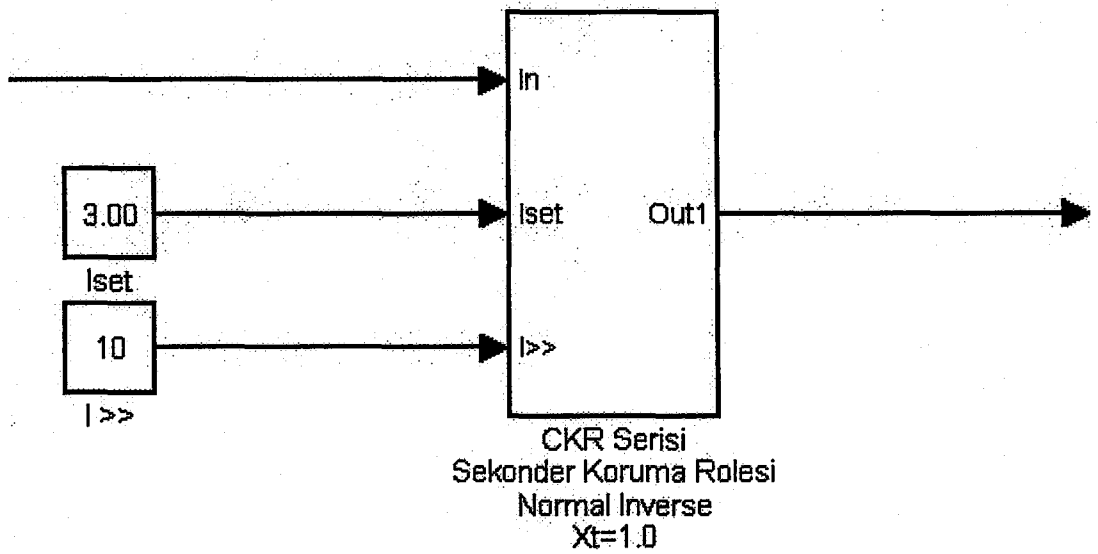 In
3.00
Iset
Out1
Iset
10
I>>
I >>
CKR Serisi
Sekonder Koruma Rolesi
Normal Inverse
Xt=1.0